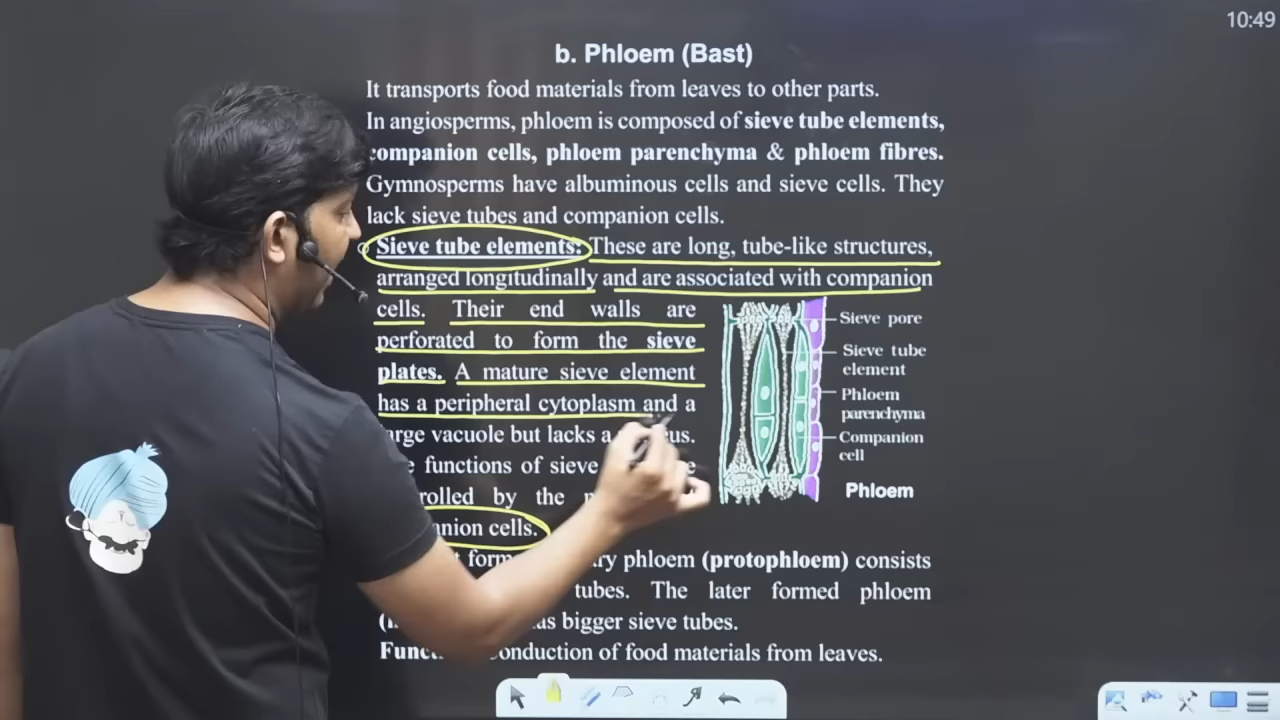 10:49
b. Phloem (Bast)
It transports food materials from leaves to other parts.
In angiosperms, phloem is composed of sieve tube elements,
companion cells, phloem parenchyma & phloem fibres.
Gymnosperms have albuminous cells and sieve cells. They
lack sieve tubes and companion cells.
Sieve tube elements: These are long, tube-like structures,
arranged longitudinally and are associated with companion
cells. Their end walls are
perforated to form the sieve
plates. A mature sieve element
has a peripheral cytoplasm and a
large vacuole but lacks a
functions of sieve
by the
cells.
phloem (protophloem) consists
tubes. The later formed phloem
bigger sieve tubes.
conduction of food materials from leaves.
Sieve pore
Sieve tube
element
Phloem
parenchyma
Companion
cell
Phloem